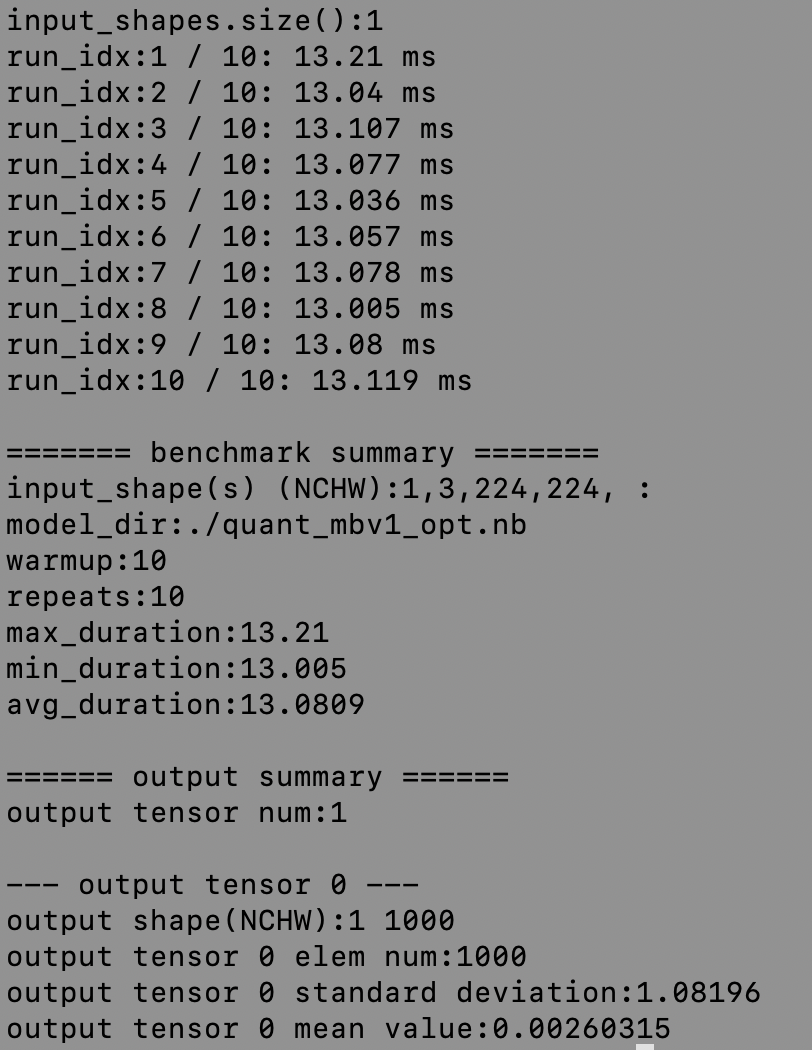 input_shapes.size():1
run_idx:1 / 10: 13.21 ms
run_idx:2 / 10: 13.04 ms
run_idx:3 / 10: 13.107 ms
run_idx:4 / 10: 13.077 ms
run_idx:5 / 10: 13.036 ms
run_idx:6 / 10: 13.057 ms
run_idx:7 / 10: 13.078 ms
run_idx:8 / 10: 13.005 ms
run_idx:9 / 10: 13.08 ms
run_idx:10 / 10: 13.119 ms
======= benchmark summary =======
input_shape(s) (NCHW):1,3,224,224, :
model_dir:./quant_mbv1_opt.nb
warmup:10
repeats:10
max_duration:13.21
min_duration:13.005
avg_duration:13.0809
====== output summary ======
output tensor num:1
--- output tensor 0 ---
output shape(NCHW):1 1000
output tensor 0 elem num:1000
output tensor 0 standard deviation:1.08196
output tensor 0 mean value:0.00260315